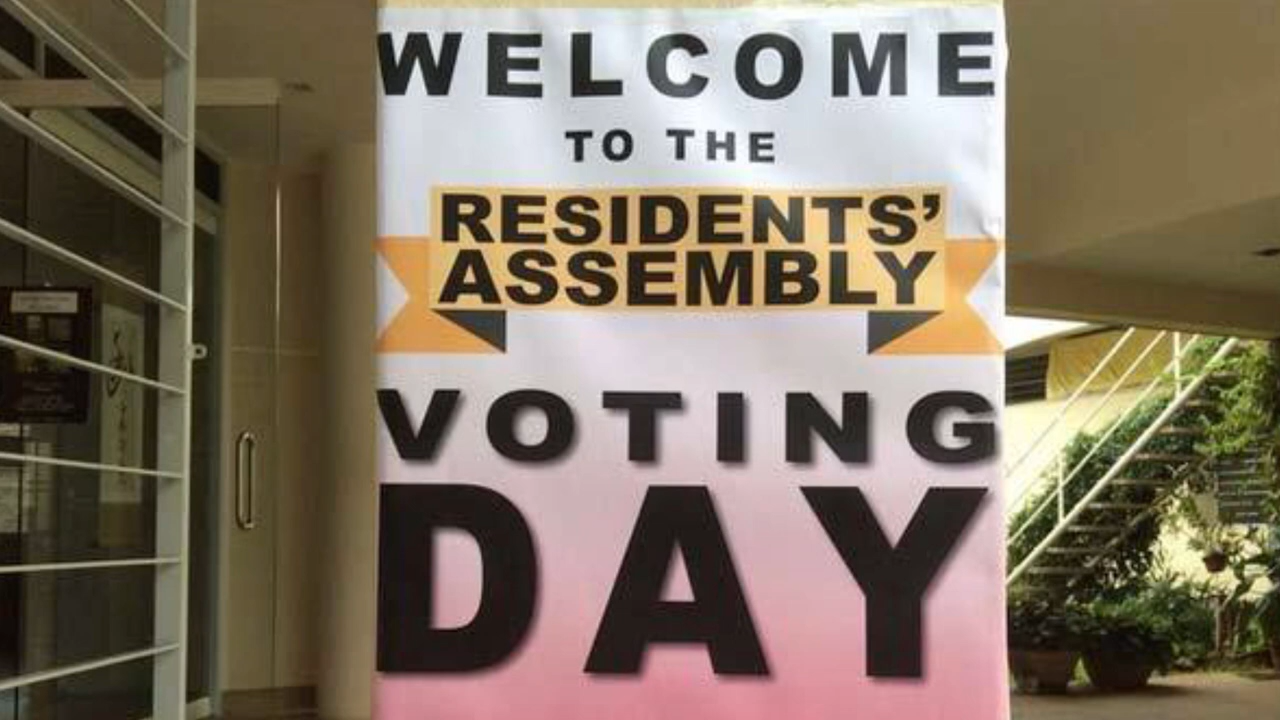 WELCOME
TO THE
RESIDENTS'
ASSEMBLY
VOTING
DAY